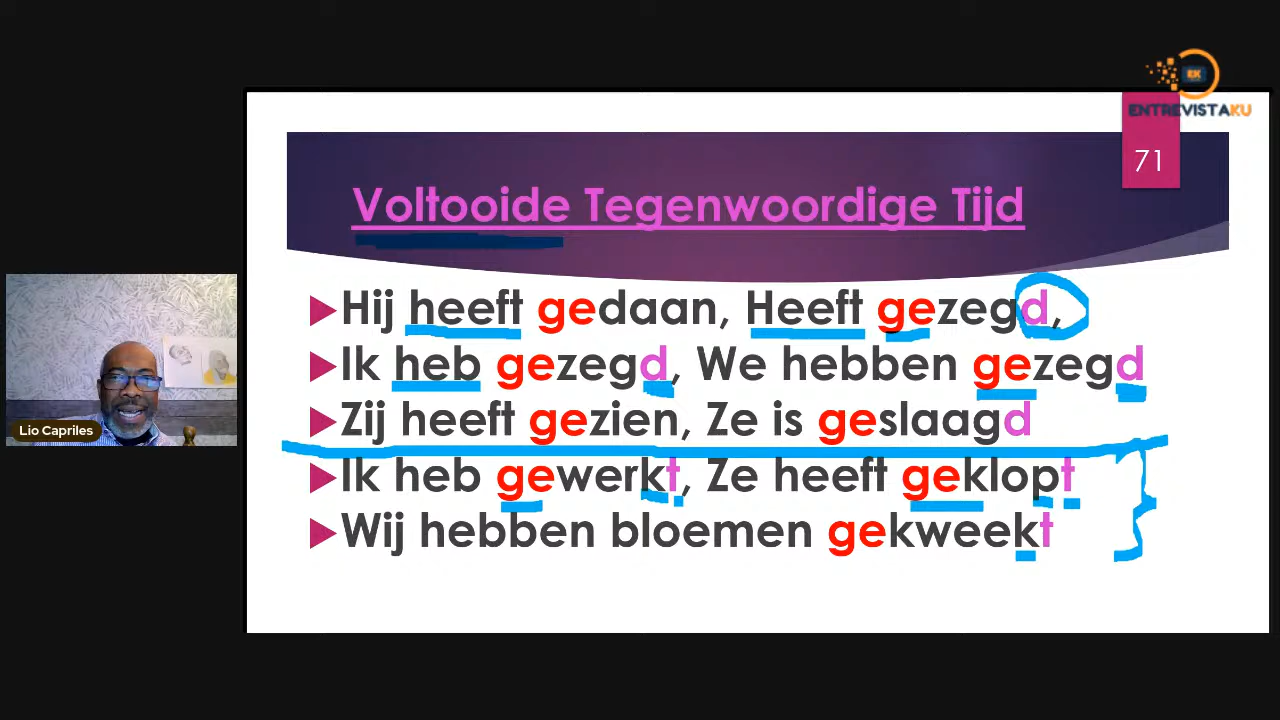 EK
ENTREVISTAKU
71
Voltooide Tegenwoordige Tijd
Hij heeft gedaan, Heeft gezegd,
Ik heb gezegd, We hebben gezegd
Zij heeft gezien, Ze is geslaagd
Ik heb gewerkt, Ze heeft geklopt
Wij hebben bloemen gekweekt
Lio Capriles